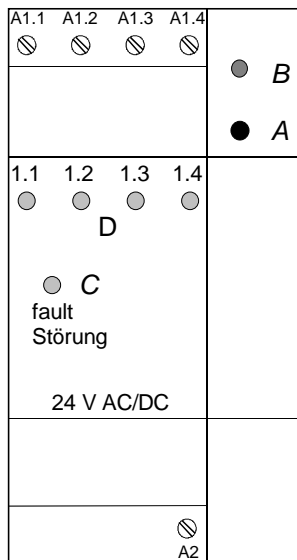 A1.1 A1.2 A1.3 A1.4
B
A
1.1 1.2 1.3 1.4
D
C
fault
Störung
24 V AC/DC
A2